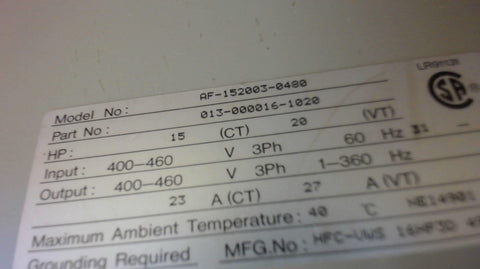 LR91131
Model No: AF-152003-0480
Part No: 013-000016-1020
HP: 15 (CT) 20 (VT)
Input: 400-460 V 3Ph 60 Hz
Output: 400-460 V 3Ph 1-360 Hz
23 A (CT) 27 A (VT)
Maximum Ambient Temperature: 40 °C
Grounding Required MFG.No: